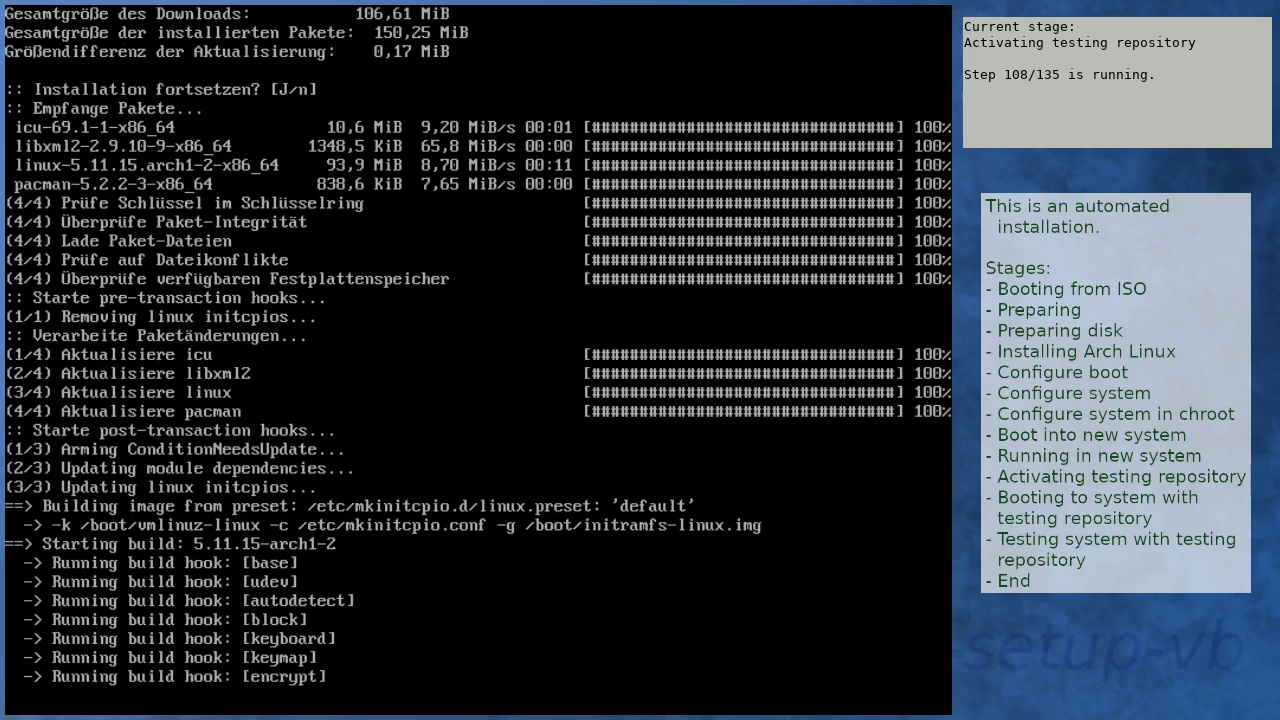 Gesamtgröße des Downloads:           106,61 MiB
Gesamtgröße der installierten Pakete:  150,25 MiB
Größendifferenz der Aktualisierung:    0,17 MiB
:: Installation fortsetzen? [J/n]
:: Empfange Pakete...
icu-69.1-1-x86_64                10,6 MiB  9,20 MiB/s 00:01 [################################] 100%
libxml2-2.9.10-9-x86_64        1348,5 KiB  65,8 MiB/s 00:00 [################################] 100%
linux-5.11.15.arch1-2-x86_64     93,9 MiB  8,70 MiB/s 00:11 [################################] 100%
pacman-5.2.2-3-x86_64           838,6 KiB  7,65 MiB/s 00:00 [################################] 100%
(4/4) Prüfe Schlüssel im Schlüsselring                       [################################] 100%
(4/4) Überprüfe Paket-Integrität                             [################################] 100%
(4/4) Lade Paket-Dateien                                     [################################] 100%
(4/4) Prüfe auf Dateikonflikte                               [################################] 100%
(4/4) Überprüfe verfügbaren Festplattenspeicher              [################################] 100%
:: Starte pre-transaction hooks...
(1/1) Removing linux initcpios...
:: Verarbeite Paketänderungen...
(1/4) Aktualisiere icu                                       [################################] 100%
(2/4) Aktualisiere libxml2                                   [################################] 100%
(3/4) Aktualisiere linux                                     [################################] 100%
(4/4) Aktualisiere pacman                                    [################################] 100%
:: Starte post-transaction hooks...
(1/3) Arming ConditionNeedsUpdate...
(2/3) Updating module dependencies...
(3/3) Updating linux initcpios...
==> Building image from preset: /etc/mkinitcpio.d/linux.preset: 'default'
-> -k /boot/vmlinuz-linux -c /etc/mkinitcpio.conf -g /boot/initramfs-linux.img
==> Starting build: 5.11.15-arch1-2
-> Running build hook: [base]
-> Running build hook: [udev]
-> Running build hook: [autodetect]
-> Running build hook: [block]
-> Running build hook: [keyboard]
-> Running build hook: [keymap]
-> Running build hook: [encrypt]
Current stage:
Activating testing repository
Step 108/135 is running.
This is an automated
installation.
Stages:
- Booting from ISO
- Preparing
- Preparing disk
- Installing Arch Linux
- Configure boot
- Configure system
- Configure system in chroot
- Boot into new system
- Running in new system
- Activating testing repository
- Booting to system with
testing repository
- Testing system with testing
repository
- End
setup-vb